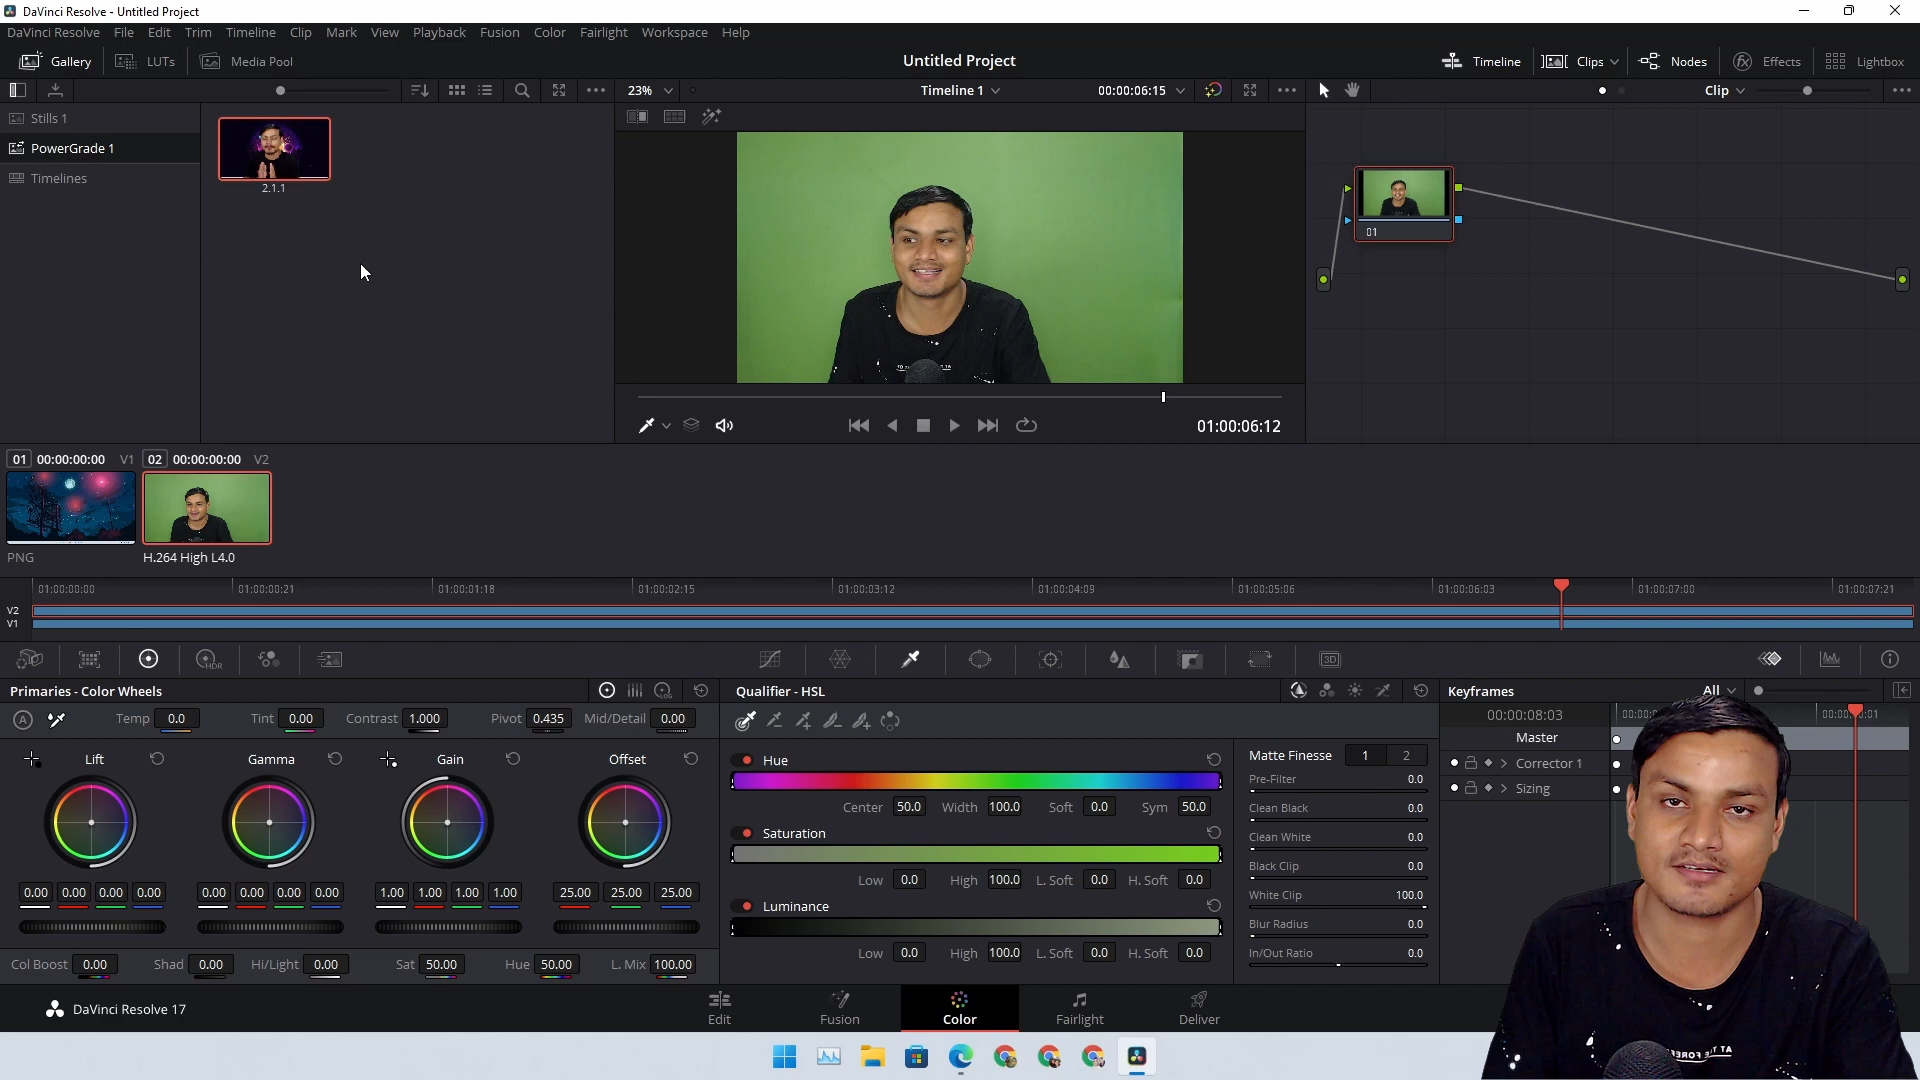 DaVinci Resolve - Untitled Project
DaVinci Resolve File Edit Trim Timeline Clip Mark View Playback Fusion Color Fairlight Workspace Help
Gallery LUTs Media Pool Untitled Project Timeline Clips Nodes Effects Lightbox
23% Timeline 1 00:00:06:15 Clip
Stills 1
PowerGrade 1
Timelines
2.1.1
01
01:00:06:12
01 00:00:00:00 V1 02 00:00:00:00 V2
PNG H.264 High L4.0
01:00:00:00 01:00:00:21 01:00:01:18 01:00:02:15 01:00:03:12 01:00:04:09 01:00:05:06 01:00:06:03 01:00:07:00 01:00:07:21
V2
V1
HDR 3D
Primaries - Color Wheels Qualifier - HSL Keyframes All
A Temp 0.0 Tint 0.00 Contrast 1.000 Pivot 0.435 Mid/Detail 0.00
00:00:08:03
Master
Corrector 1
Sizing
Lift Gamma Gain Offset
0.00 0.00 0.00 0.00 0.00 0.00 0.00 0.00 1.00 1.00 1.00 1.00 25.00 25.00 25.00
Col Boost 0.00 Shad 0.00 Hi/Light 0.00 Sat 50.00 Hue 50.00 L. Mix 100.00
Hue
Center 50.0 Width 100.0 Soft 0.0 Sym 50.0
Saturation
Low 0.0 High 100.0 L. Soft 0.0 H. Soft 0.0
Luminance
Low 0.0 High 100.0 L. Soft 0.0 H. Soft 0.0
Matte Finesse 1 2
Pre-Filter 0.0
Clean Black 0.0
Clean White 0.0
Black Clip 0.0
White Clip 100.0
Blur Radius 0.0
In/Out Ratio 0.0
DaVinci Resolve 17 Edit Fusion Color Fairlight Deliver